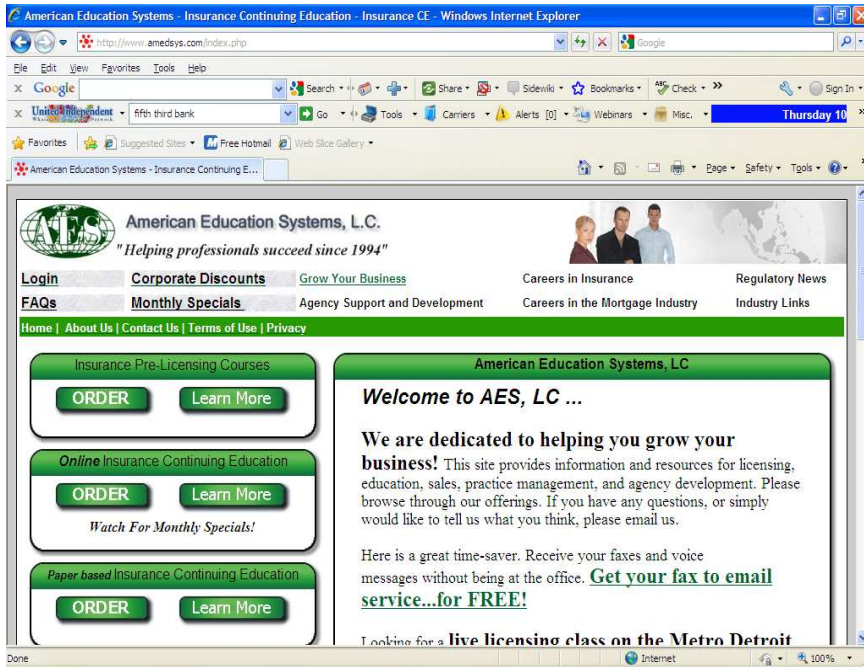 American Education Systems - Insurance Continuing Education - Insurance CE - Windows Internet Explorer
http://www.amedsys.com/index.php
Google
File Edit View Favorites Tools Help
x Google Search Share Sidewiki Bookmarks Check Sign In
x fifth third bank Go Tools Carriers Alerts [0] Webinars Misc. Thursday 10
Favorites Suggested Sites Free Hotmail Web Slice Gallery
American Education Systems - Insurance Continuing E... Page Safety Tools
AES
American Education Systems, L.C.
"Helping professionals succeed since 1994"
Login Corporate Discounts Grow Your Business Careers in Insurance Regulatory News
FAQs Monthly Specials Agency Support and Development Careers in the Mortgage Industry Industry Links
Home | About Us | Contact Us | Terms of Use | Privacy
Insurance Pre-Licensing Courses
ORDER Learn More
Online Insurance Continuing Education
ORDER Learn More
Watch For Monthly Specials!
Paper based Insurance Continuing Education
ORDER Learn More
American Education Systems, LC
Welcome to AES, LC ...
We are dedicated to helping you grow your
business! This site provides information and resources for licensing,
education, sales, practice management, and agency development. Please
browse through our offerings. If you have any questions, or simply
would like to tell us what you think, please email us.
Here is a great time-saver. Receive your faxes and voice
messages without being at the office. Get your fax to email
service...for FREE!
Looking for a live licensing class on the Metro Detroit
Done Internet 100%